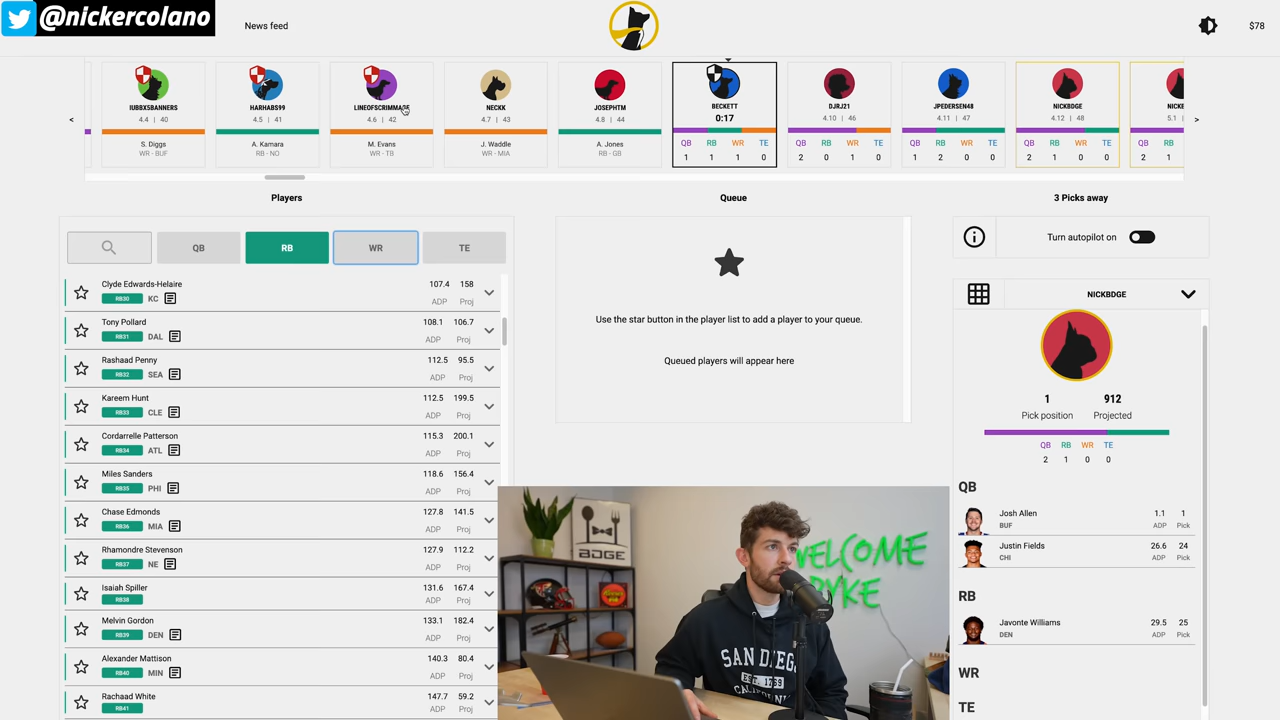 @nickercolano
News feed
$78
<
IUBBX5BANNERS
4.4 | 40
S. Diggs
WR - BUF
HARHABS99
4.5 | 41
A. Kamara
RB - NO
4.6 | 42
M. Evans
WR - TB
NECKK
4.7 | 43
J. Waddle
WR - MIA
JOSEPHTM
4.8 | 44
A. Jones
RB - GB
BECKETT
0:17
QB RB WR TE
1 1 1 0
DRJ21
4.10 | 46
QB RB WR TE
2 0 1 0
JPEDERSEN48
4.11 | 47
QB RB WR TE
1 2 0 0
NICKBDGE
4.12 | 48
QB RB WR TE
2 1 0 0
NICKE
5.1
QB RB
2 1
>
Players
Queue
3 Picks away
QB
RB
WR
TE
Turn autopilot on
Clyde Edwards-Helaire 107.4 158
RB30 KC ADP Proj
Tony Pollard 108.1 106.7
RB31 DAL ADP Proj
Rashaad Penny 112.5 95.5
RB32 SEA ADP Proj
Kareem Hunt 112.5 199.5
RB33 CLE ADP Proj
Cordarrelle Patterson 115.3 200.1
RB34 ATL ADP Proj
Miles Sanders 118.6 156.4
RB35 PHI ADP Proj
Chase Edmonds 127.8 141.5
RB36 MIA ADP Proj
Rhamondre Stevenson 127.9 112.2
RB37 NE ADP Proj
Isaiah Spiller 131.6 167.4
RB38 ADP Proj
Melvin Gordon 133.1 182.4
RB39 DEN ADP Proj
Alexander Mattison 140.3 80.4
RB40 MIN ADP Proj
Rachaad White 147.7 59.2
RB41 ADP Proj
Use the star button in the player list to add a player to your queue.
Queued players will appear here
NICKBDGE
1 912
Pick position Projected
QB RB WR TE
2 1 0 0
QB
Josh Allen 1.1 1
BUF ADP Pick
Justin Fields 26.6 24
CHI ADP Pick
RB
Javonte Williams 29.5 25
DEN ADP Pick
WR
TE
BDGE
WELCOME
SAN DIEGO
EST. 1769